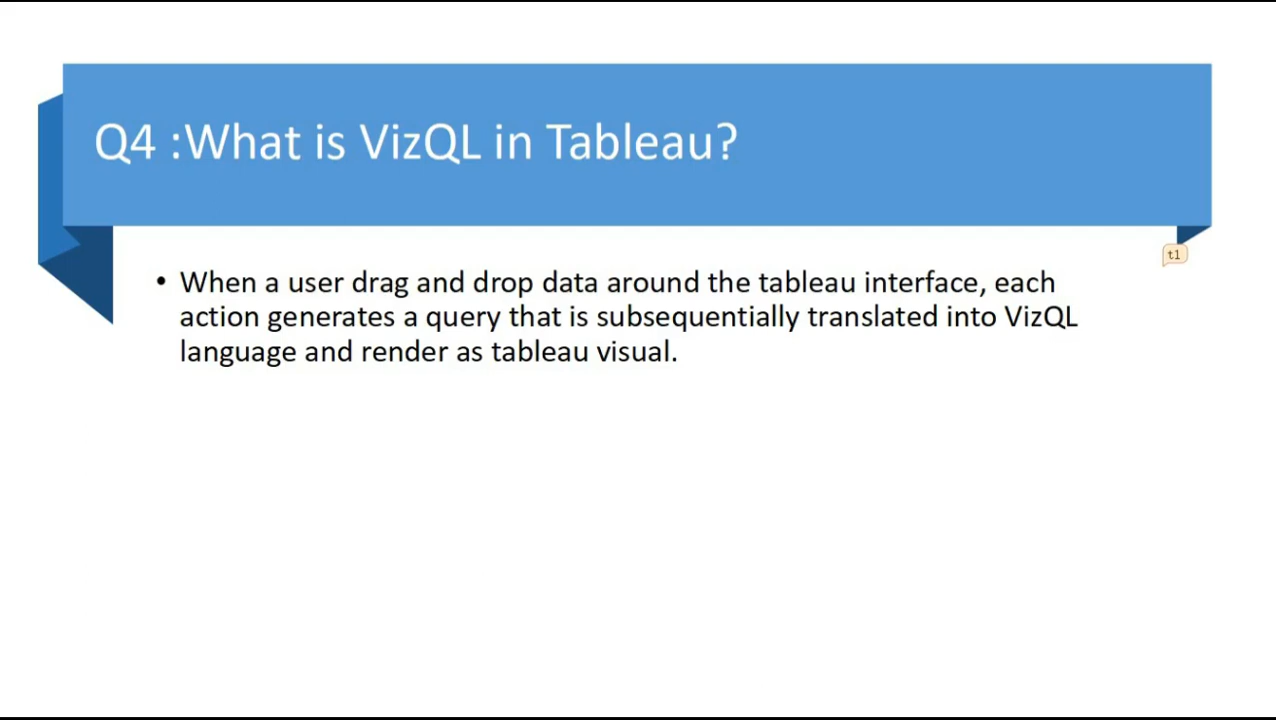 Q4 :What is VizQL in Tableau?
t1
• When a user drag and drop data around the tableau interface, each
action generates a query that is subsequentially translated into VizQL
language and render as tableau visual.